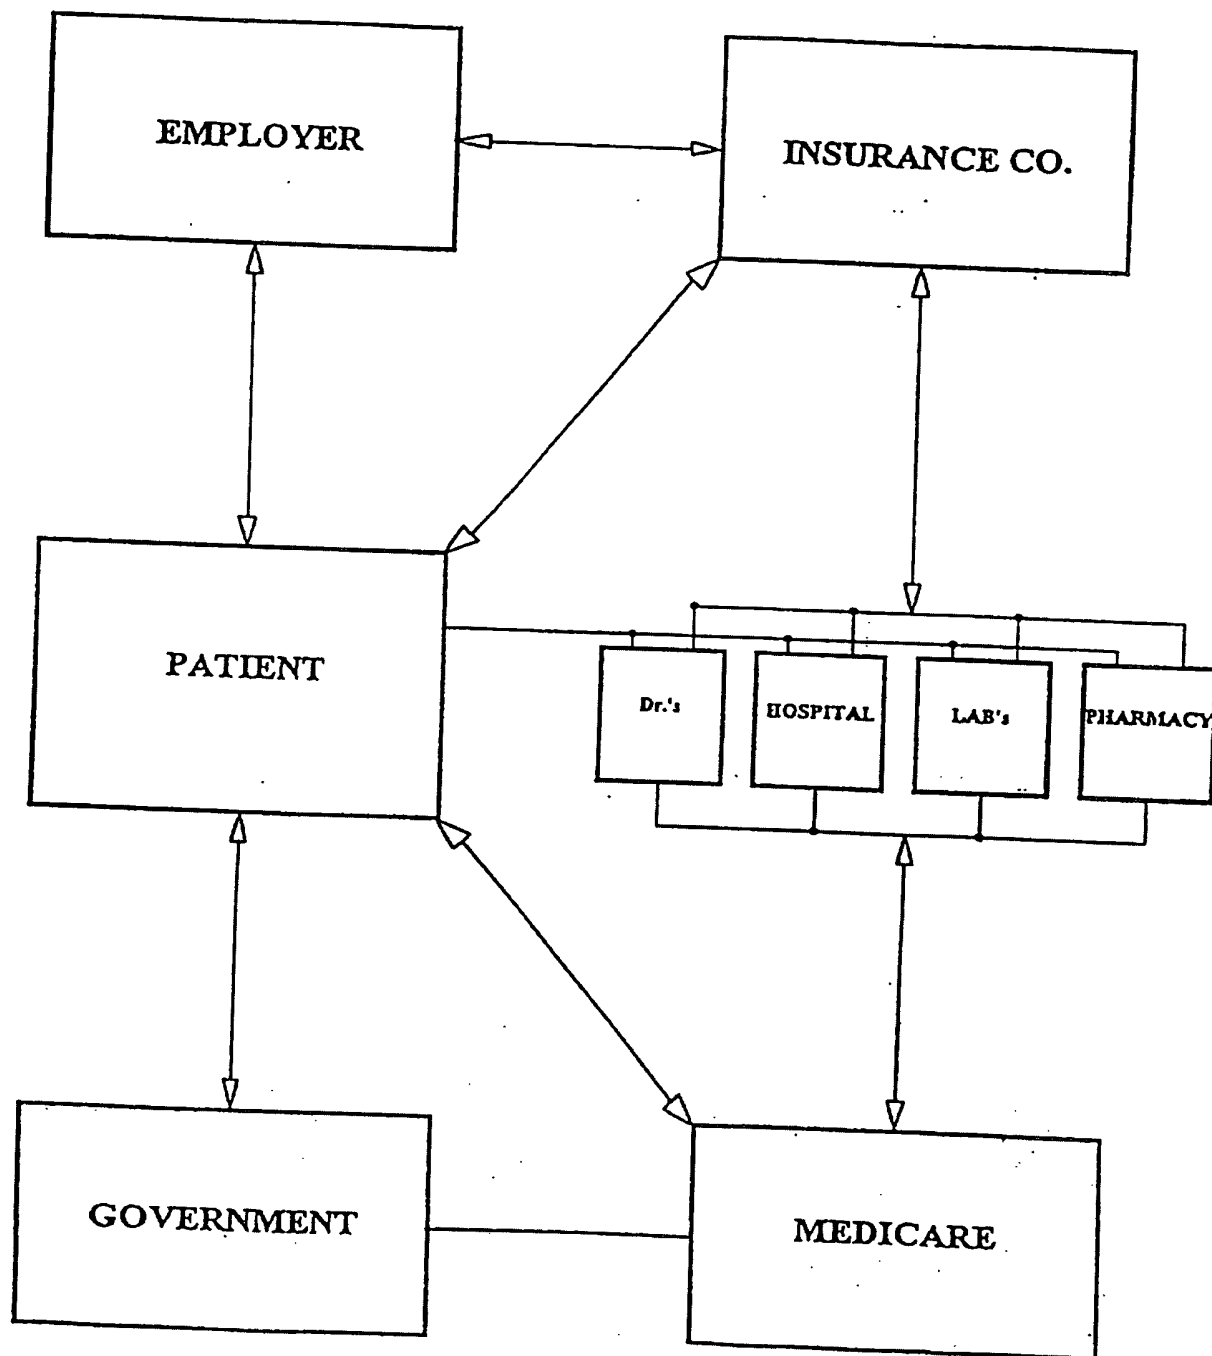 EMPLOYER
INSURANCE CO.
PATIENT
Dr.'s
HOSPITAL
LAB's
PHARMACY
GOVERNMENT
MEDICARE